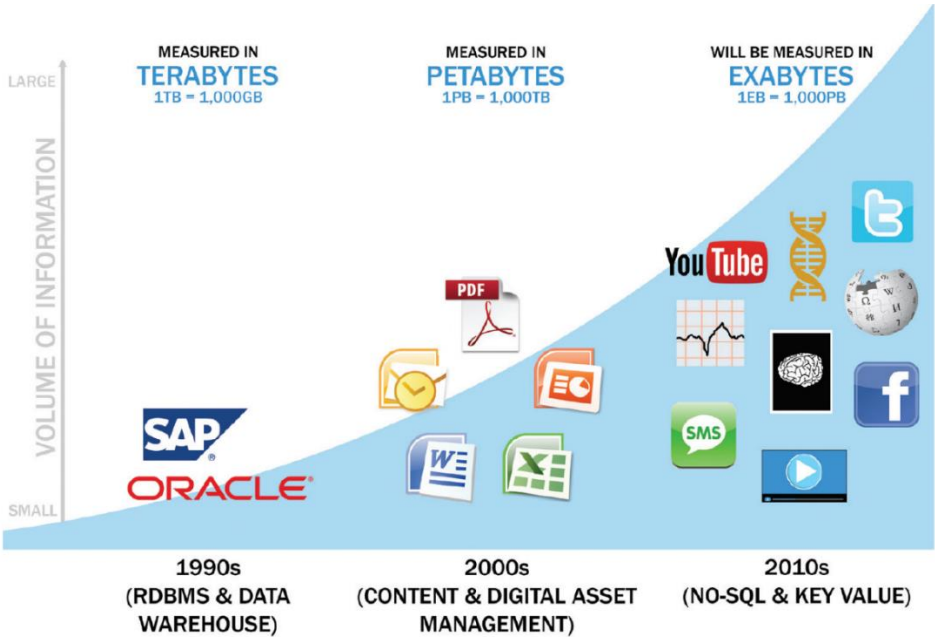 MEASURED IN
TERABYTES
1TB = 1,000GB
MEASURED IN
PETABYTES
1PB = 1,000TB
WILL BE MEASURED IN
EXABYTES
1EB = 1,000PB
LARGE
VOLUME OF INFORMATION
SMALL
SAP®
ORACLE®
PDF
W
X
YouTube
t
Ω W И
SMS
f
1990s
(RDBMS & DATA
WAREHOUSE)
2000s
(CONTENT & DIGITAL ASSET
MANAGEMENT)
2010s
(NO-SQL & KEY VALUE)